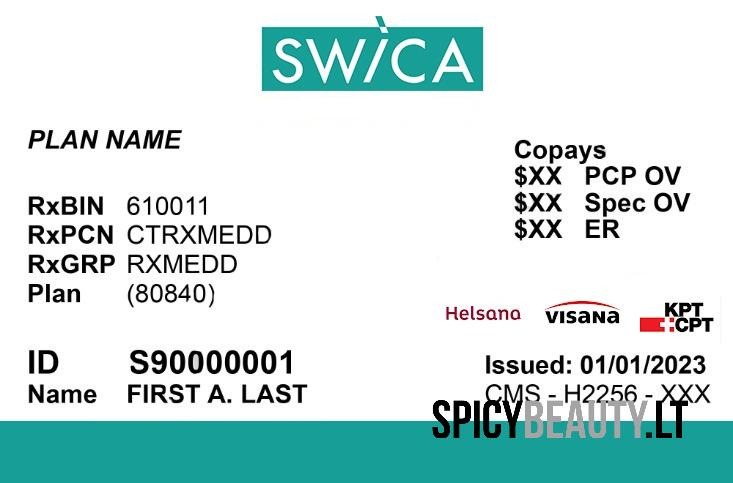 SWiCA
PLAN NAME
Copays
$XX PCP OV
$XX Spec OV
$XX ER
RxBIN 610011
RxPCN CTRXMEDD
RxGRP RXMEDD
Plan (80840)
Helsana visana KPT
CPT
ID S90000001
Name FIRST A. LAST
Issued: 01/01/2023
CMS - H2256 - XXX
SPICYBEAUTY.LT